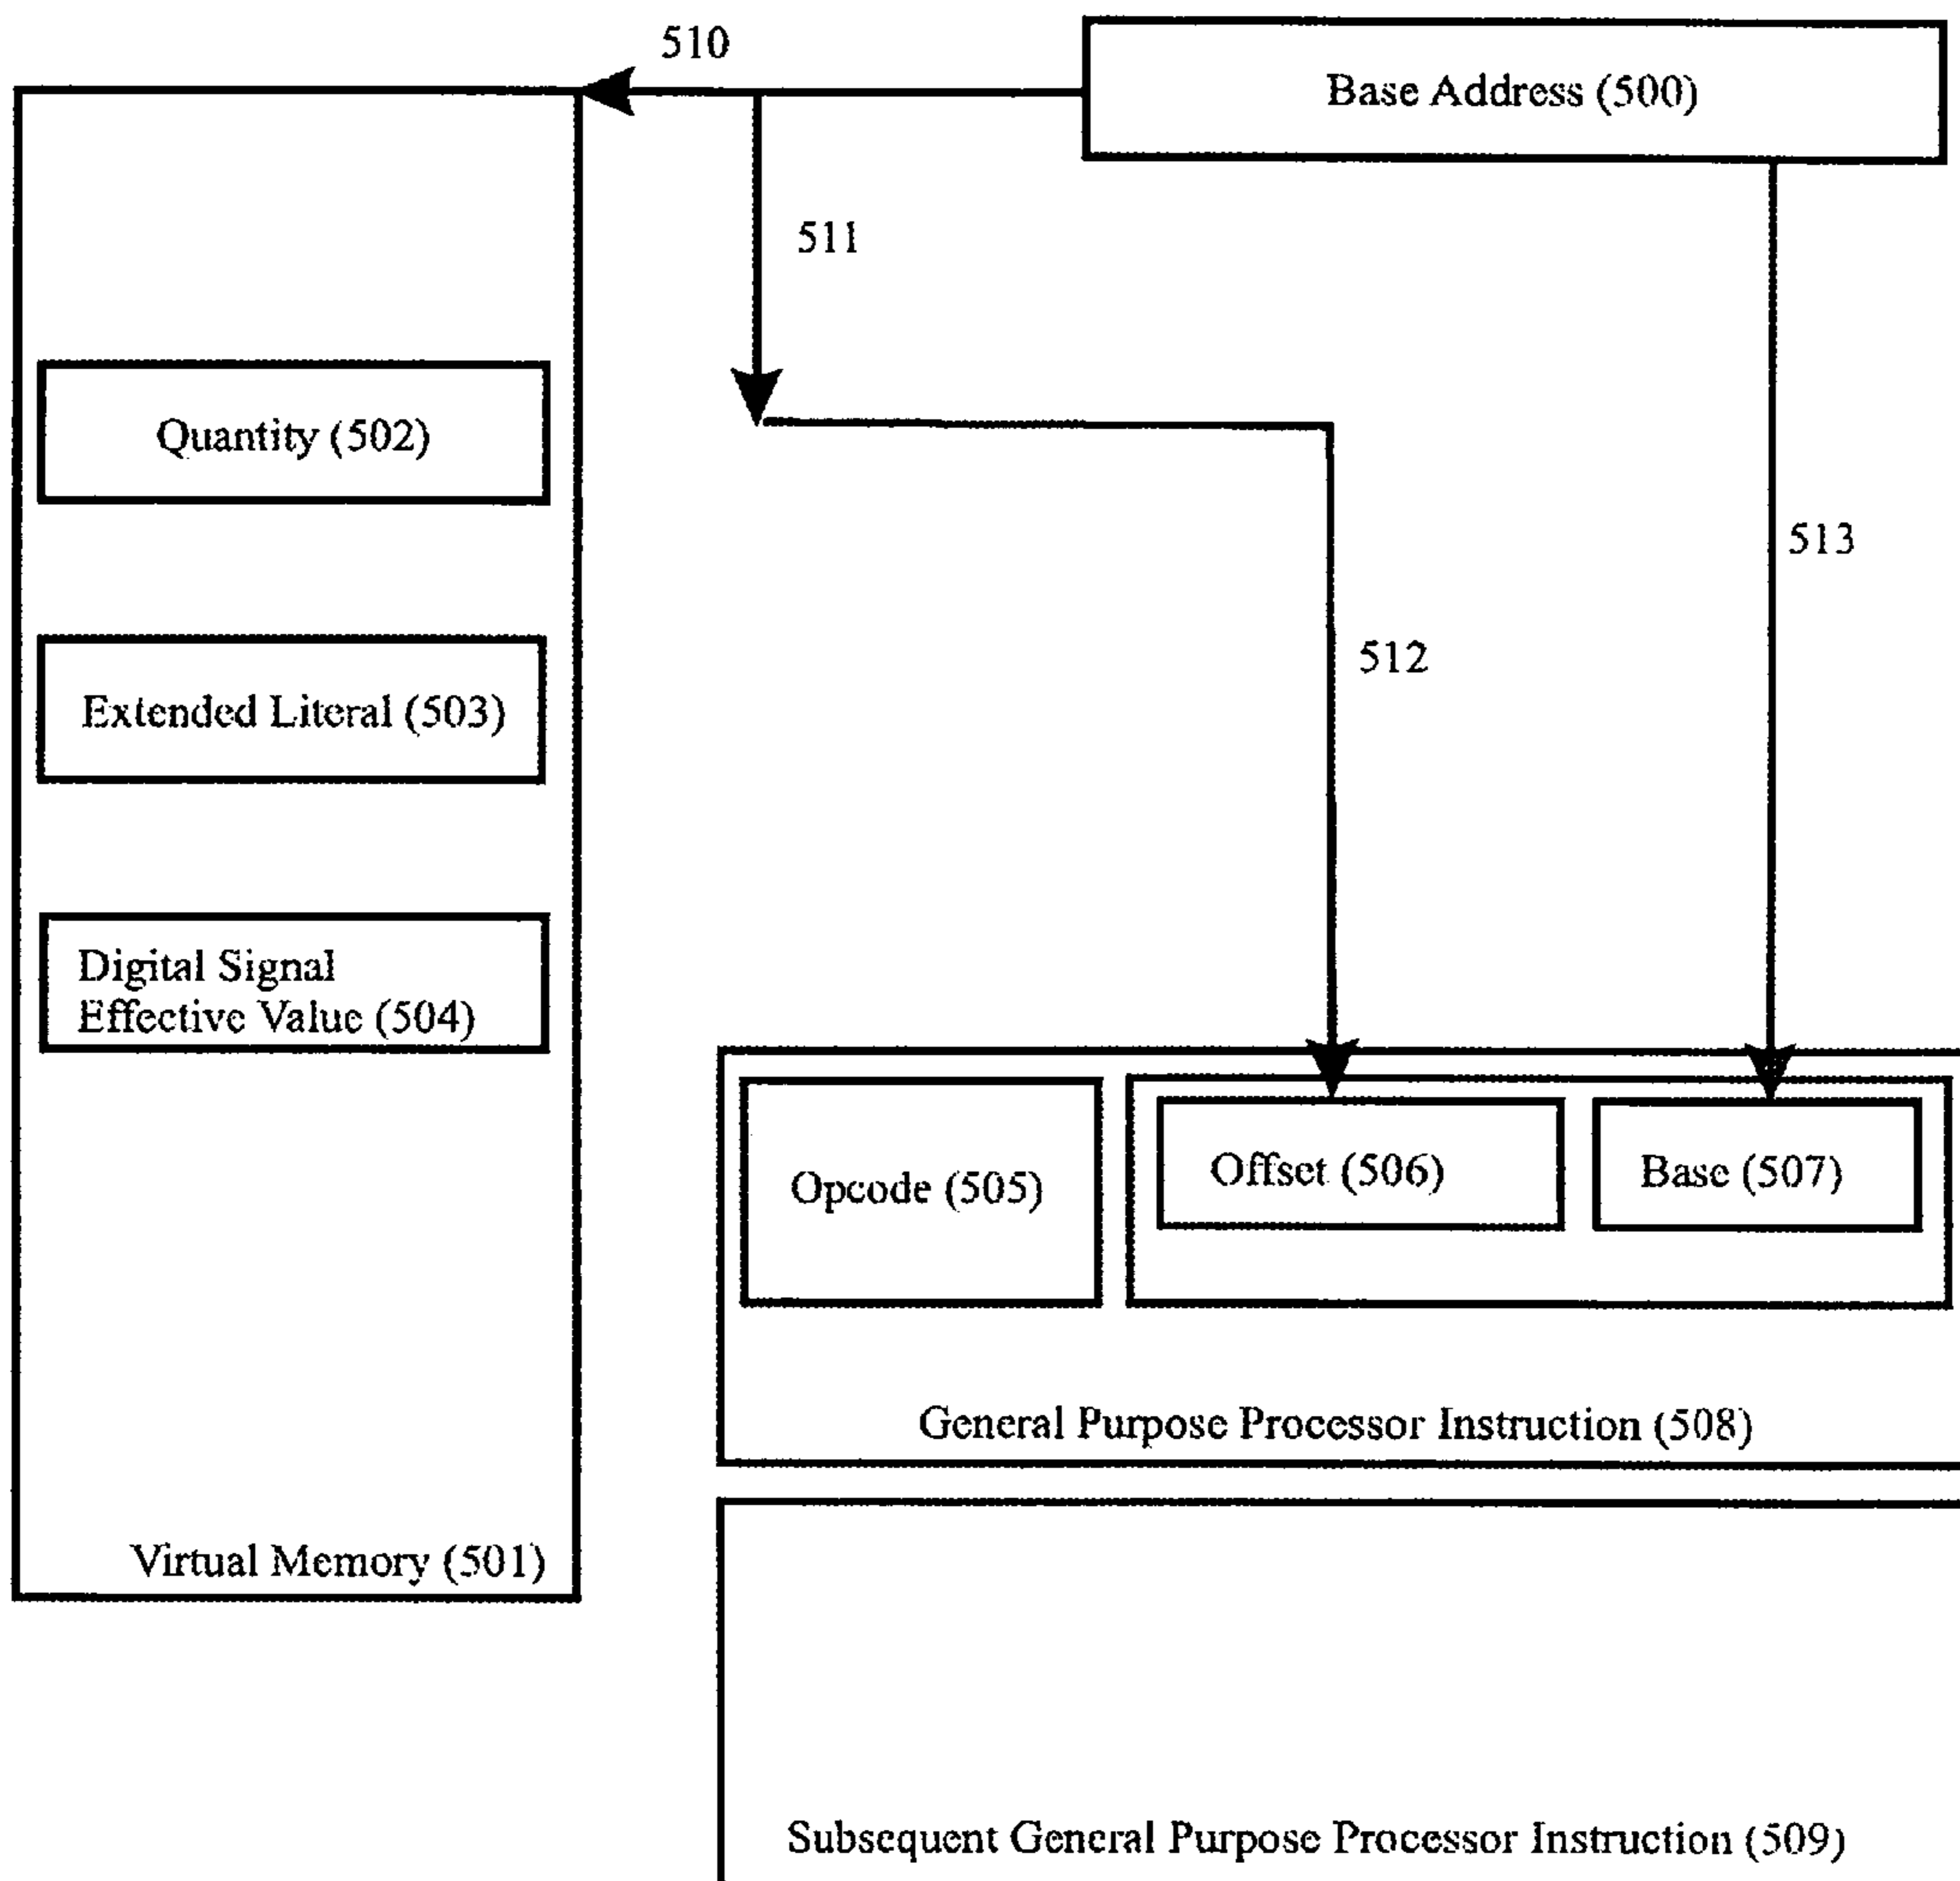 510
Base Address (500)
511
Quantity (502)
513
512
Extended Literal (503)
Digital Signal
Effective Value (504)
Opcode (505)
Offset (506)
Base (507)
General Purpose Processor Instruction (508)
Virtual Memory (501)
Subsequent General Purpose Processor Instruction (509)